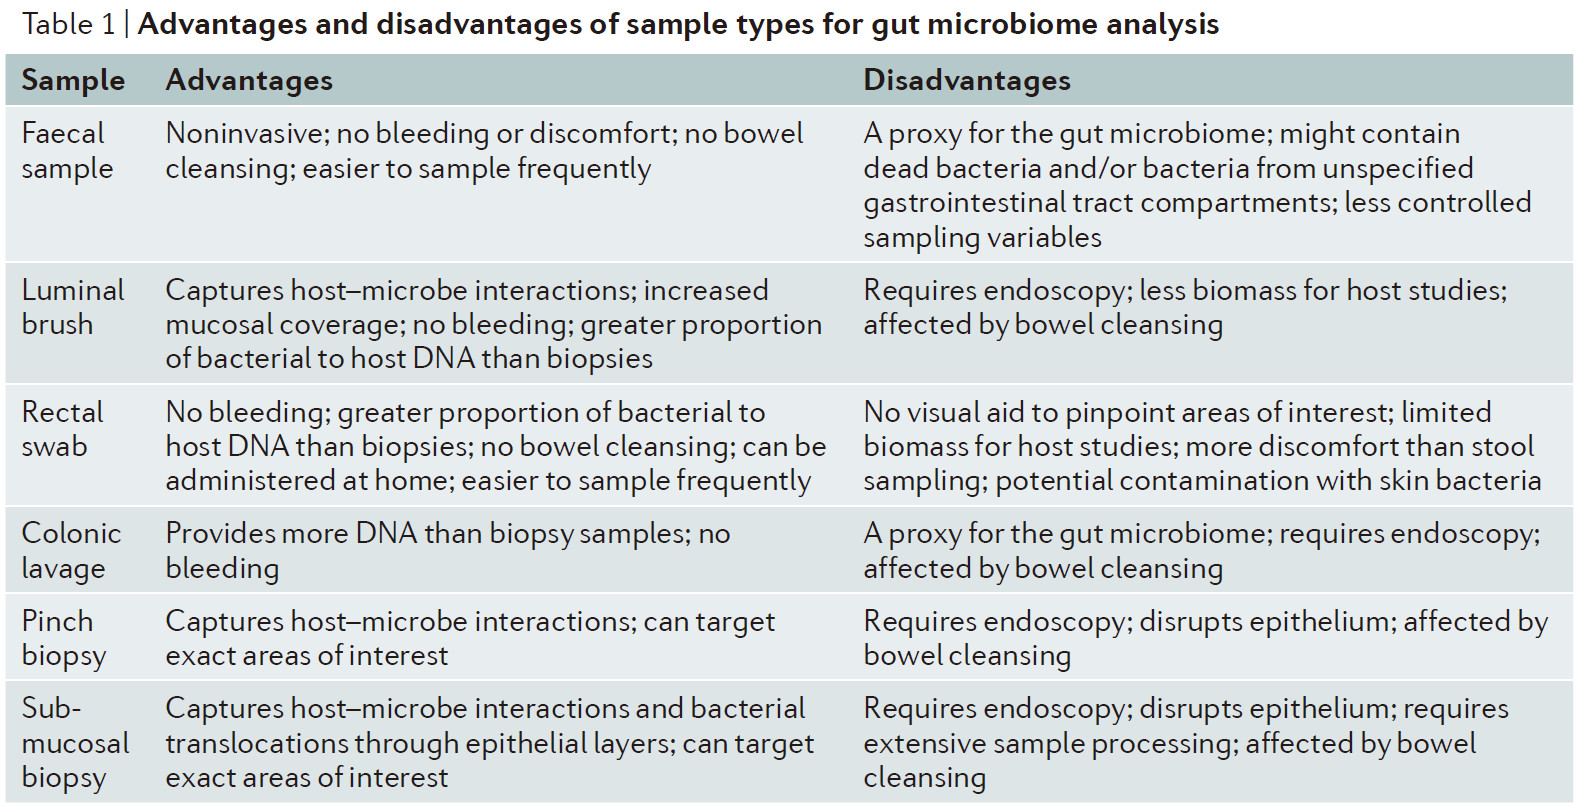 Table 1 | Advantages and disadvantages of sample types for gut microbiome analysis
Sample Advantages Disadvantages
Faecal sample
Noninvasive; no bleeding or discomfort; no bowel
cleansing; easier to sample frequently
A proxy for the gut microbiome; might contain
dead bacteria and/or bacteria from unspecified
gastrointestinal tract compartments; less controlled
sampling variables
Luminal
brush
Captures host–microbe interactions; increased
mucosal coverage; no bleeding; greater proportion
of bacterial to host DNA than biopsies
Requires endoscopy; less biomass for host studies;
affected by bowel cleansing
Rectal
swab
No bleeding; greater proportion of bacterial to
host DNA than biopsies; no bowel cleansing; can be
administered at home; easier to sample frequently
No visual aid to pinpoint areas of interest; limited
biomass for host studies; more discomfort than stool
sampling; potential contamination with skin bacteria
Colonic
lavage
Provides more DNA than biopsy samples; no
bleeding
A proxy for the gut microbiome; requires endoscopy;
affected by bowel cleansing
Pinch
biopsy
Captures host–microbe interactions; can target
exact areas of interest
Requires endoscopy; disrupts epithelium; affected by
bowel cleansing
Sub-
mucosal
biopsy
Captures host–microbe interactions and bacterial
translocations through epithelial layers; can target
exact areas of interest
Requires endoscopy; disrupts epithelium; requires
extensive sample processing; affected by bowel
cleansing